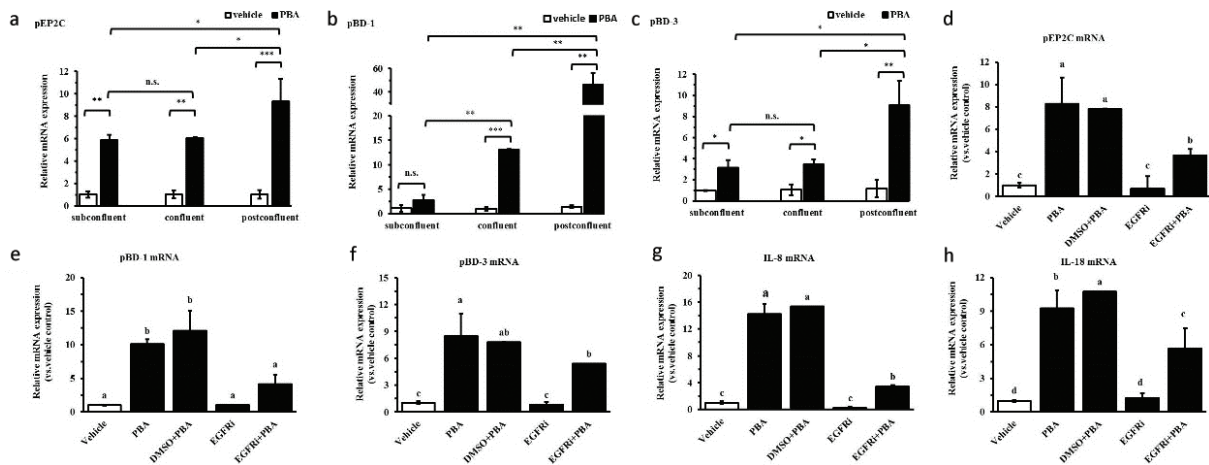 a
pEP2C
vehicle PBA
*
*
***
n.s.
**
**
Relative mRNA expression
12
10
8
6
4
2
0
subconfluent confluent postconfluent
b
pBD-1
vehicle PBA
**
**
**
**
***
n.s.
Relative mRNA expression
60
40
20
15
10
5
0
subconfluent confluent postconfluent
c
pBD-3
vehicle PBA
*
*
**
n.s.
*
*
Relative mRNA expression
12
10
8
6
4
2
0
subconfluent confluent postconfluent
d
pEP2C mRNA
Relative mRNA expression
(vs.vehicle control)
12
10
8
6
4
2
0
c a a c b
Vehicle PBA DMSO+PBA EGFRi EGFRi+PBA
e
pBD-1 mRNA
Relative mRNA expression
(vs.vehicle control)
20
15
10
5
0
a b b a a
Vehicle PBA DMSO+PBA EGFRi EGFRi+PBA
f
pBD-3 mRNA
Relative mRNA expression
(vs.vehicle control)
15
12
9
6
3
0
c a ab c b
Vehicle PBA DMSO+PBA EGFRi EGFRi+PBA
g
IL-8 mRNA
Relative mRNA expression
(vs.vehicle control)
20
16
12
8
4
0
c a a c b
Vehicle PBA DMSO+PBA EGFRi EGFRi+PBA
h
IL-18 mRNA
Relative mRNA expression
(vs.vehicle control)
12
9
6
3
0
d b a d c
Vehicle PBA DMSO+PBA EGFRi EGFRi+PBA